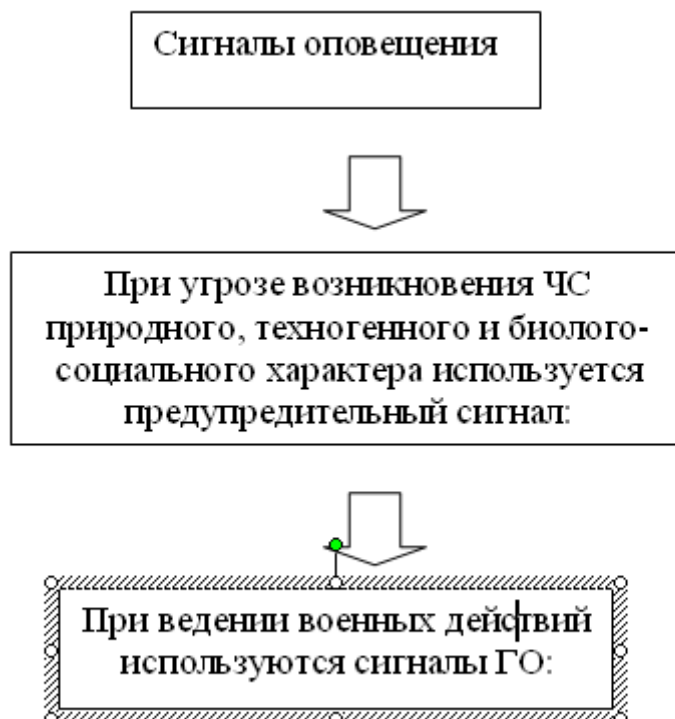 Сигналы оповещения
При угрозе возникновения ЧС
природного, техногенного и биолого-
социального характера используется
предупредительный сигнал:
При ведении военных действий
используются сигналы ГО: